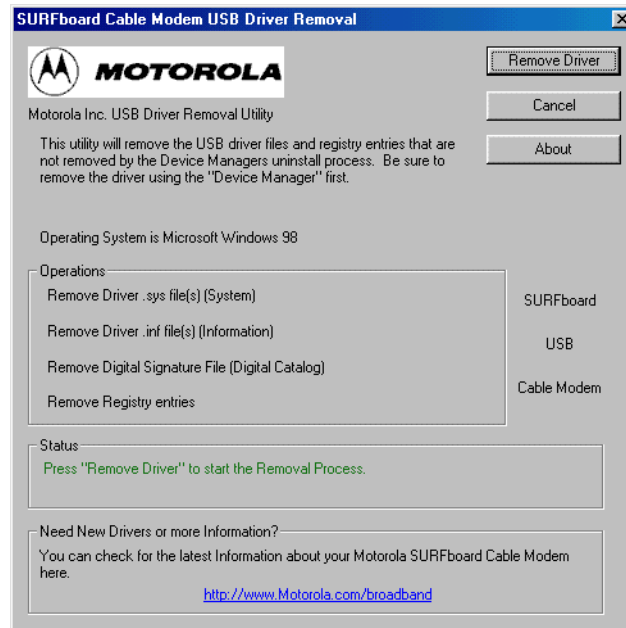 SURFboard Cable Modem USB Driver Removal
MOTOROLA
Remove Driver
Cancel
About
Motorola Inc. USB Driver Removal Utility
This utility will remove the USB driver files and registry entries that are
not removed by the Device Managers uninstall process.  Be sure to
remove the driver using the "Device Manager" first.
Operating System is Microsoft Windows 98
Operations
Remove Driver .sys file(s) (System)
Remove Driver .inf file(s) (Information)
Remove Digital Signature File (Digital Catalog)
Remove Registry entries
SURFboard
USB
Cable Modem
Status
Press "Remove Driver" to start the Removal Process.
Need New Drivers or more Information?
You can check for the latest Information about your Motorola SURFboard Cable Modem
here.
http://www.Motorola.com/broadband